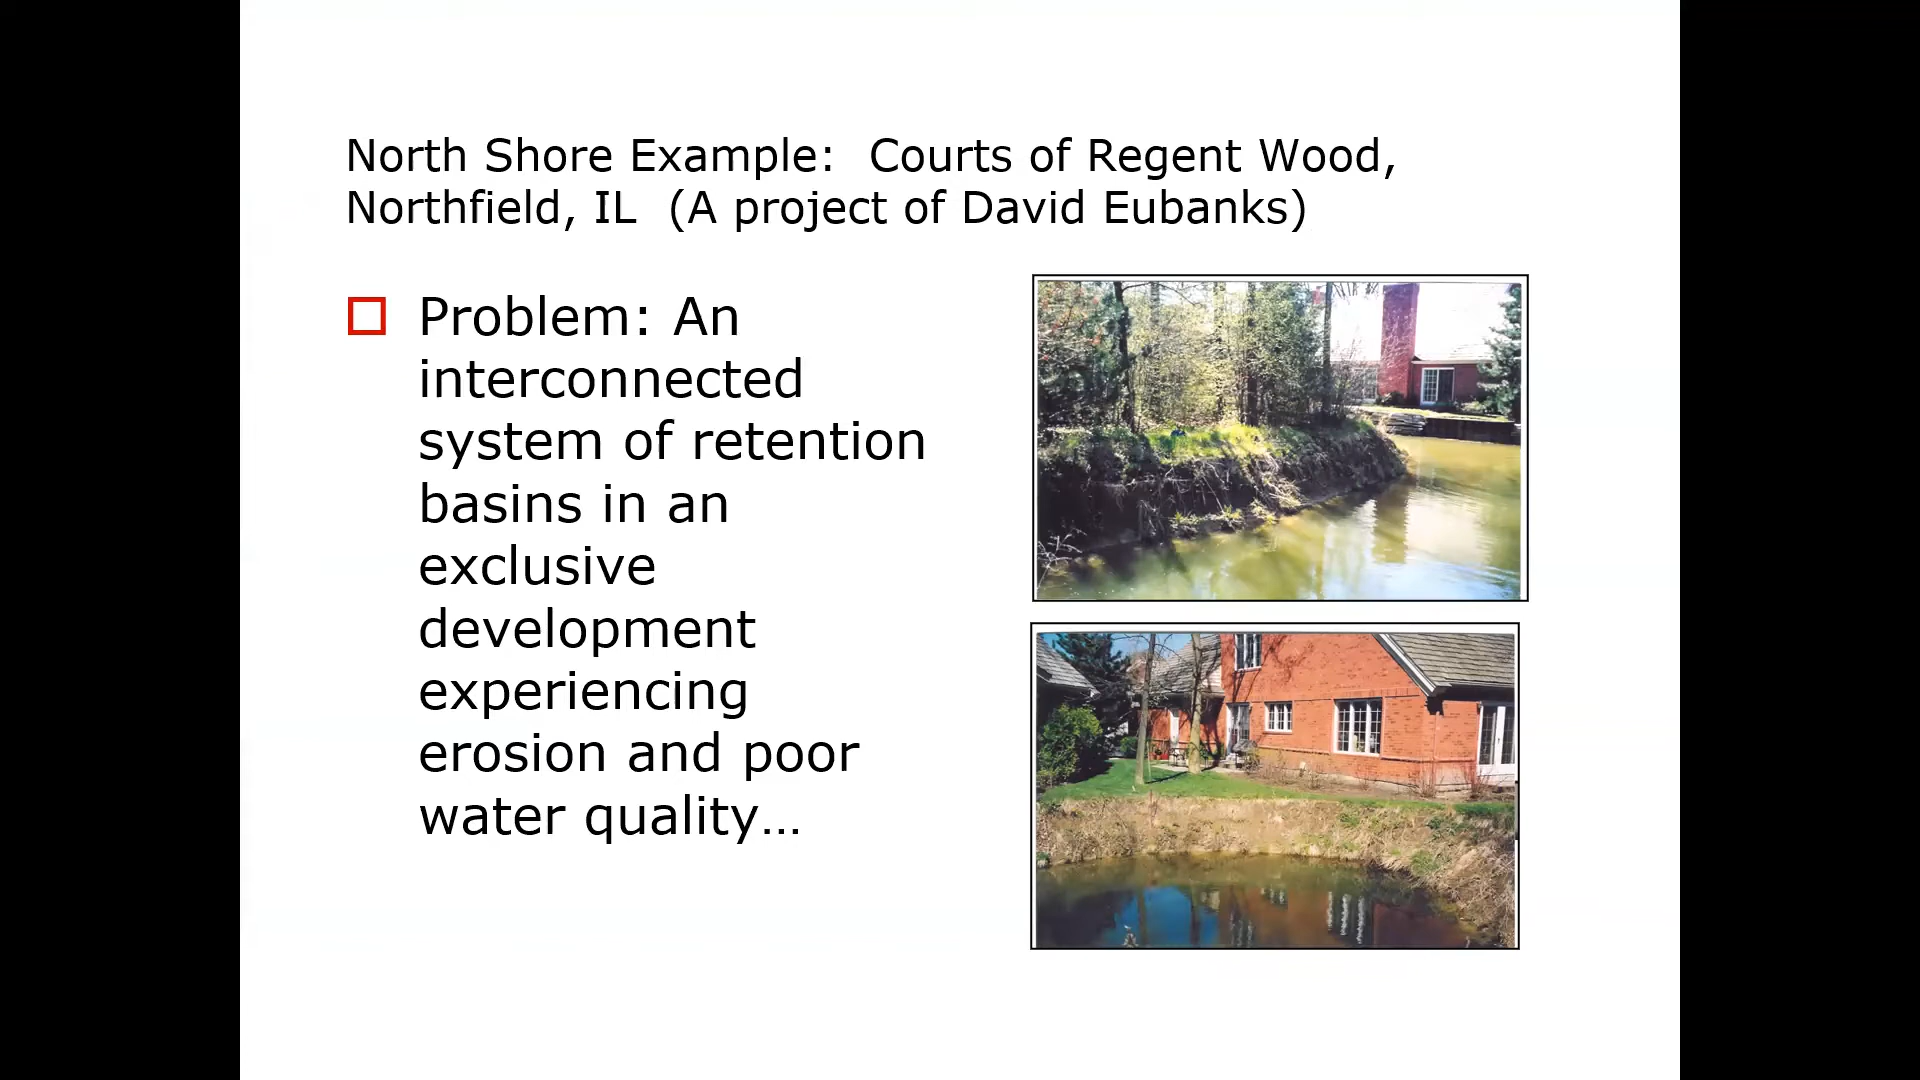 North Shore Example:  Courts of Regent Wood,
Northfield, IL  (A project of David Eubanks)
Problem: An
interconnected
system of retention
basins in an
exclusive
development
experiencing
erosion and poor
water quality…